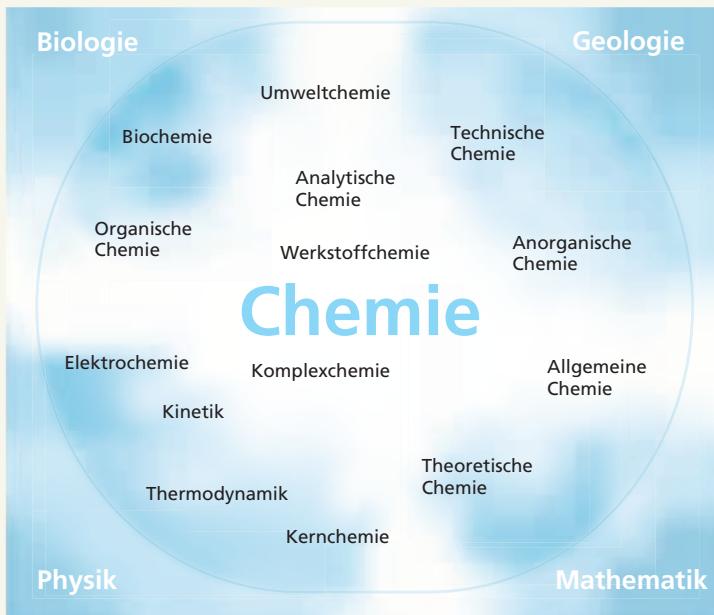 Biologie
Geologie
Umweltchemie
Biochemie
Technische
Chemie
Analytische
Chemie
Organische
Chemie
Werkstoffchemie
Anorganische
Chemie
Chemie
Elektrochemie
Komplexchemie
Allgemeine
Chemie
Kinetik
Theoretische
Chemie
Thermodynamik
Kernchemie
Physik
Mathematik